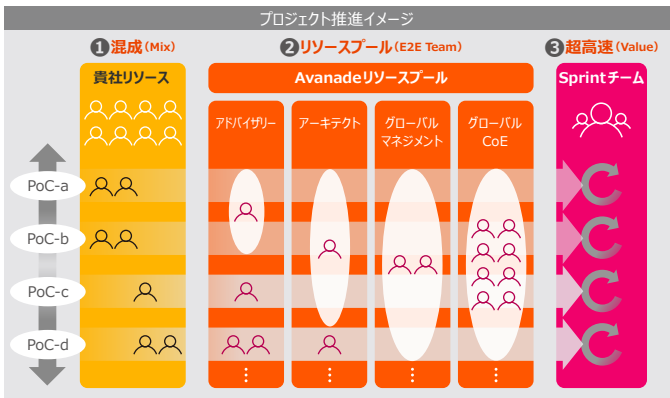 プロジェクト推進イメージ
❶混成(Mix)
❷リソースプール(E2E Team)
❸超高速(Value)
貴社リソース
Avanadeリソースプール
Sprintチーム
アドバイザリー
アーキテクト
グローバル
マネジメント
グローバル
CoE
PoC-a
PoC-b
PoC-c
PoC-d